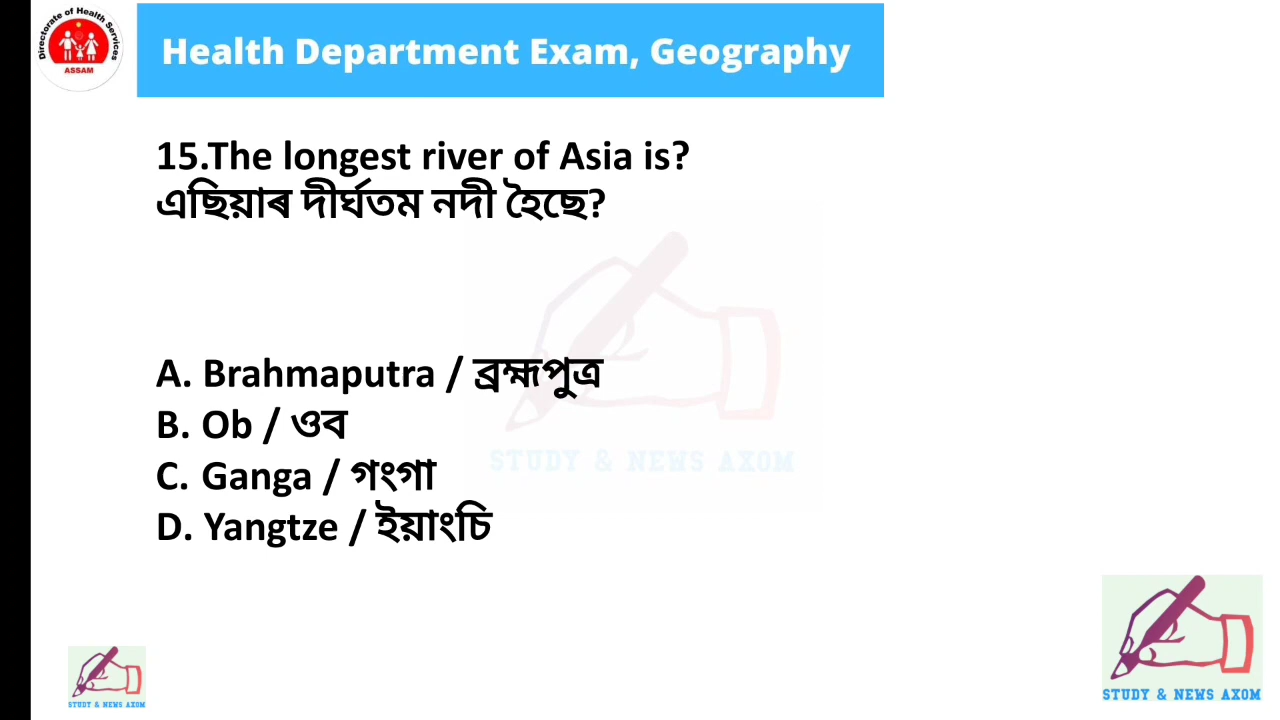 Directorate of Health Services
ASSAM
Health Department Exam, Geography
15.The longest river of Asia is?
এছিয়াৰ দীৰ্ঘতম নদী হৈছে?
A. Brahmaputra / ব্ৰহ্মপুত্ৰ
B. Ob / ওব
C. Ganga / গংগা
D. Yangtze / ইয়াংচি
STUDY & NEWS AXOM
STUDY & NEWS AXOM
STUDY & NEWS AXOM